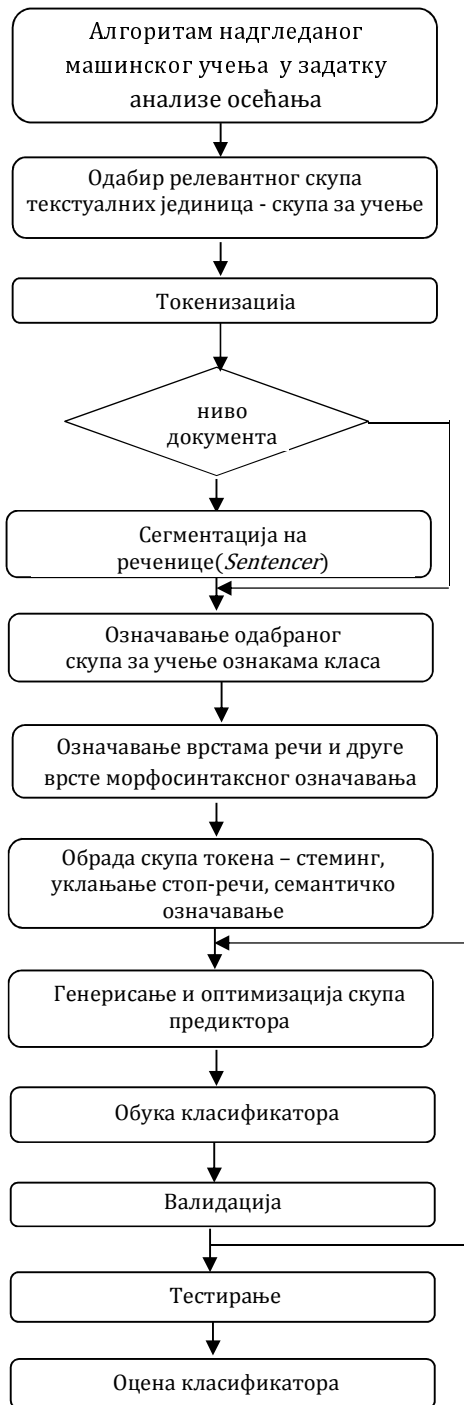 Алгоритам надгледаног
машинског учења у задатку
анализе осећања
Одабир релевантног скупа
текстуалних јединица - скупа за учење
Токенизација
ниво
документа
Сегментација на
реченице(Sentencer)
Означавање одабраног
скупа за учење ознакама класа
Означавање врстама речи и друге
врсте морфосинтаксног означавања
Обрада скупа токена – стеминг,
уклањање стоп-речи, семантичко
означавање
Генерисање и оптимизација скупа
предиктора
Обука класификатора
Валидација
Тестирање
Оцена класификатора